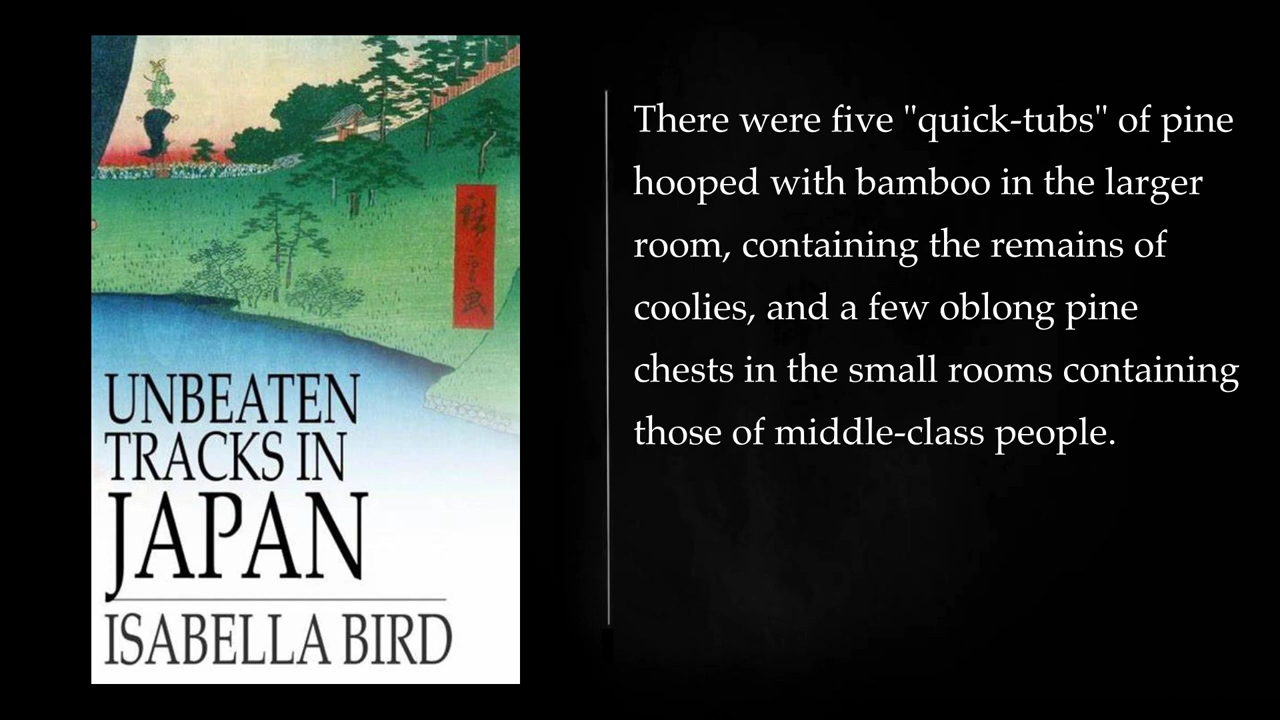 UNBEATEN
TRACKS IN
JAPAN
ISABELLA BIRD
There were five "quick-tubs" of pine
hooped with bamboo in the larger
room, containing the remains of
coolies, and a few oblong pine
chests in the small rooms containing
those of middle-class people.